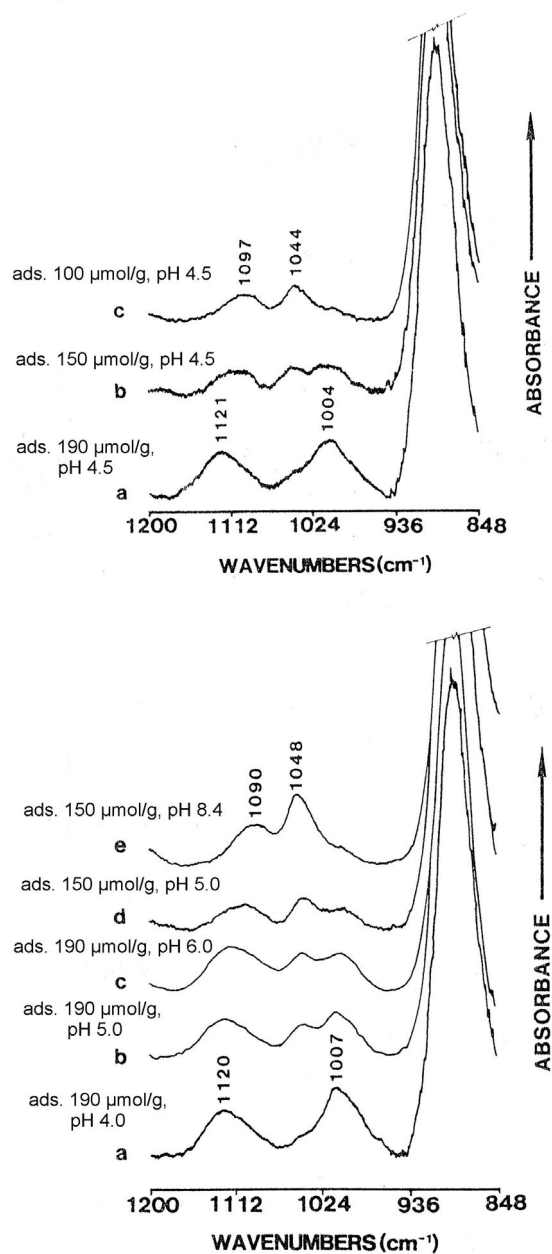 1097
1044
ads. 100 µmol/g, pH 4.5
c
ads. 150 µmol/g, pH 4.5
b
1121
1004
ads. 190 µmol/g,
pH 4.5
a
ABSORBANCE
1200 1112 1024 936 848
WAVENUMBERS (cm⁻¹)
1090
1048
ads. 150 µmol/g, pH 8.4
e
ads. 150 µmol/g, pH 5.0
d
ads. 190 µmol/g, pH 6.0
c
ads. 190 µmol/g,
pH 5.0
b
1120
1007
ads. 190 µmol/g,
pH 4.0
a
ABSORBANCE
1200 1112 1024 936 848
WAVENUMBERS (cm⁻¹)